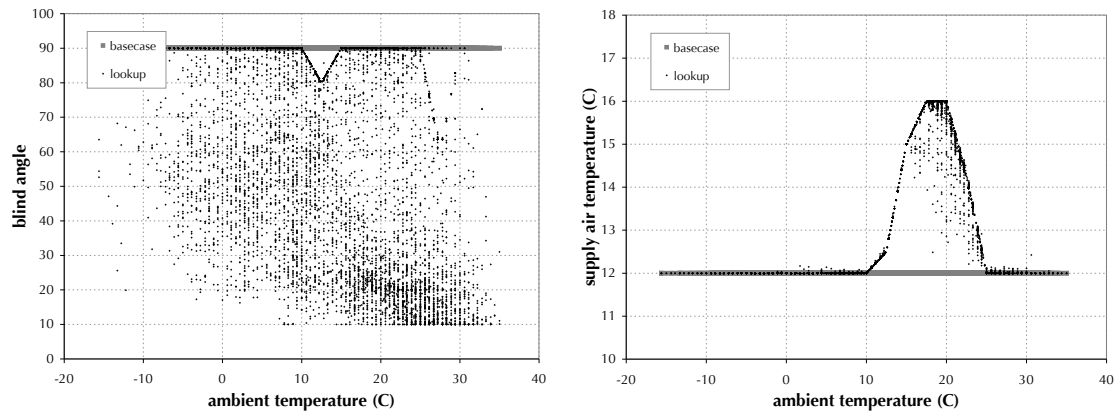 100
90
80
70
60
50
40
30
20
10
0
blind angle
basecase
lookup
-20 -10 0 10 20 30 40
ambient temperature (C)
18
17
16
15
14
13
12
11
10
supply air temperature (C)
basecase
lookup
-20 -10 0 10 20 30 40
ambient temperature (C)